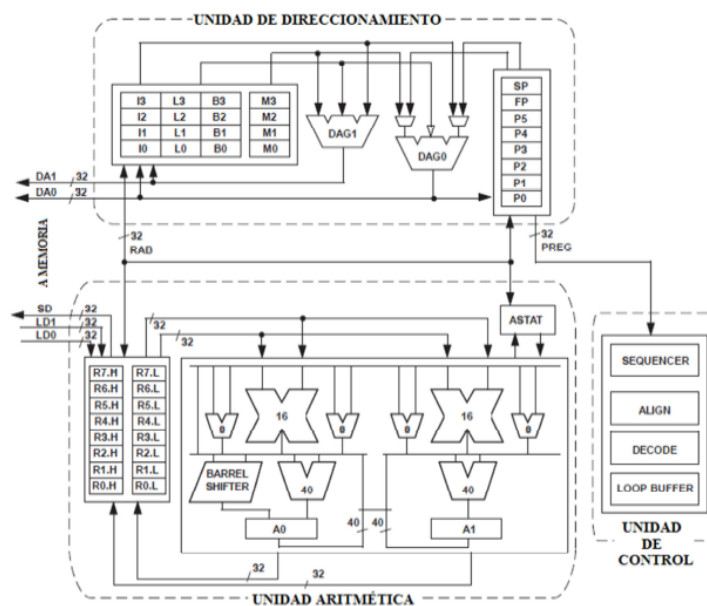 UNIDAD DE DIRECCIONAMIENTO
SP
I3 L3 B3 M3
FP
I2 L2 B2 M2
P5
I1 L1 B1 M1
DAG1
P4
I0 L0 B0 M0
DAG0
P3
P2
DA1 32
P1
DA0 32
P0
32
RAD
32
PREG
A MEMORIA
SD 32
LD1 32
LD0 32
32
32
ASTAT
R7.H R7.L
R6.H R6.L
R5.H R5.L
R4.H R4.L
R3.H R3.L
R2.H R2.L
R1.H R1.L
R0.H R0.L
16
16
0
0
0
0
BARREL
SHIFTER
40
40
A0
40
40
A1
32
32
UNIDAD ARITMÉTICA
SEQUENCER
ALIGN
DECODE
LOOP BUFFER
UNIDAD
DE
CONTROL